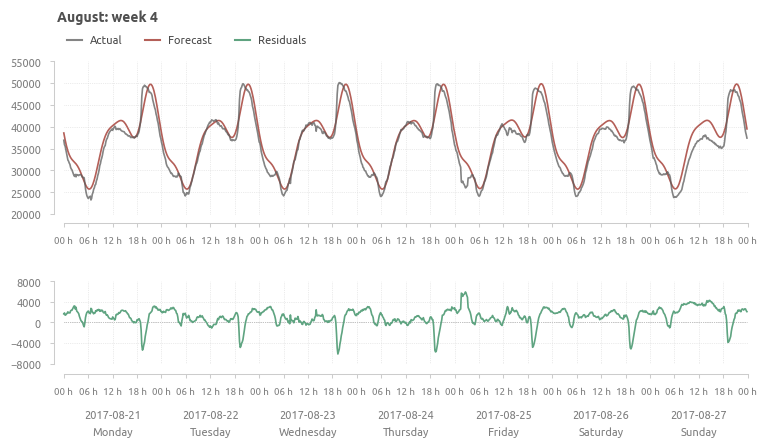 August: week 4
Actual Forecast Residuals
55000
50000
45000
40000
35000
30000
25000
20000
00 h 06 h 12 h 18 h 00 h 06 h 12 h 18 h 00 h 06 h 12 h 18 h 00 h 06 h 12 h 18 h 00 h 06 h 12 h 18 h 00 h 06 h 12 h 18 h 00 h 06 h 12 h 18 h 00 h
8000
4000
0
−4000
−8000
00 h 06 h 12 h 18 h 00 h 06 h 12 h 18 h 00 h 06 h 12 h 18 h 00 h 06 h 12 h 18 h 00 h 06 h 12 h 18 h 00 h 06 h 12 h 18 h 00 h 06 h 12 h 18 h 00 h
2017-08-21 2017-08-22 2017-08-23 2017-08-24 2017-08-25 2017-08-26 2017-08-27
Monday Tuesday Wednesday Thursday Friday Saturday Sunday